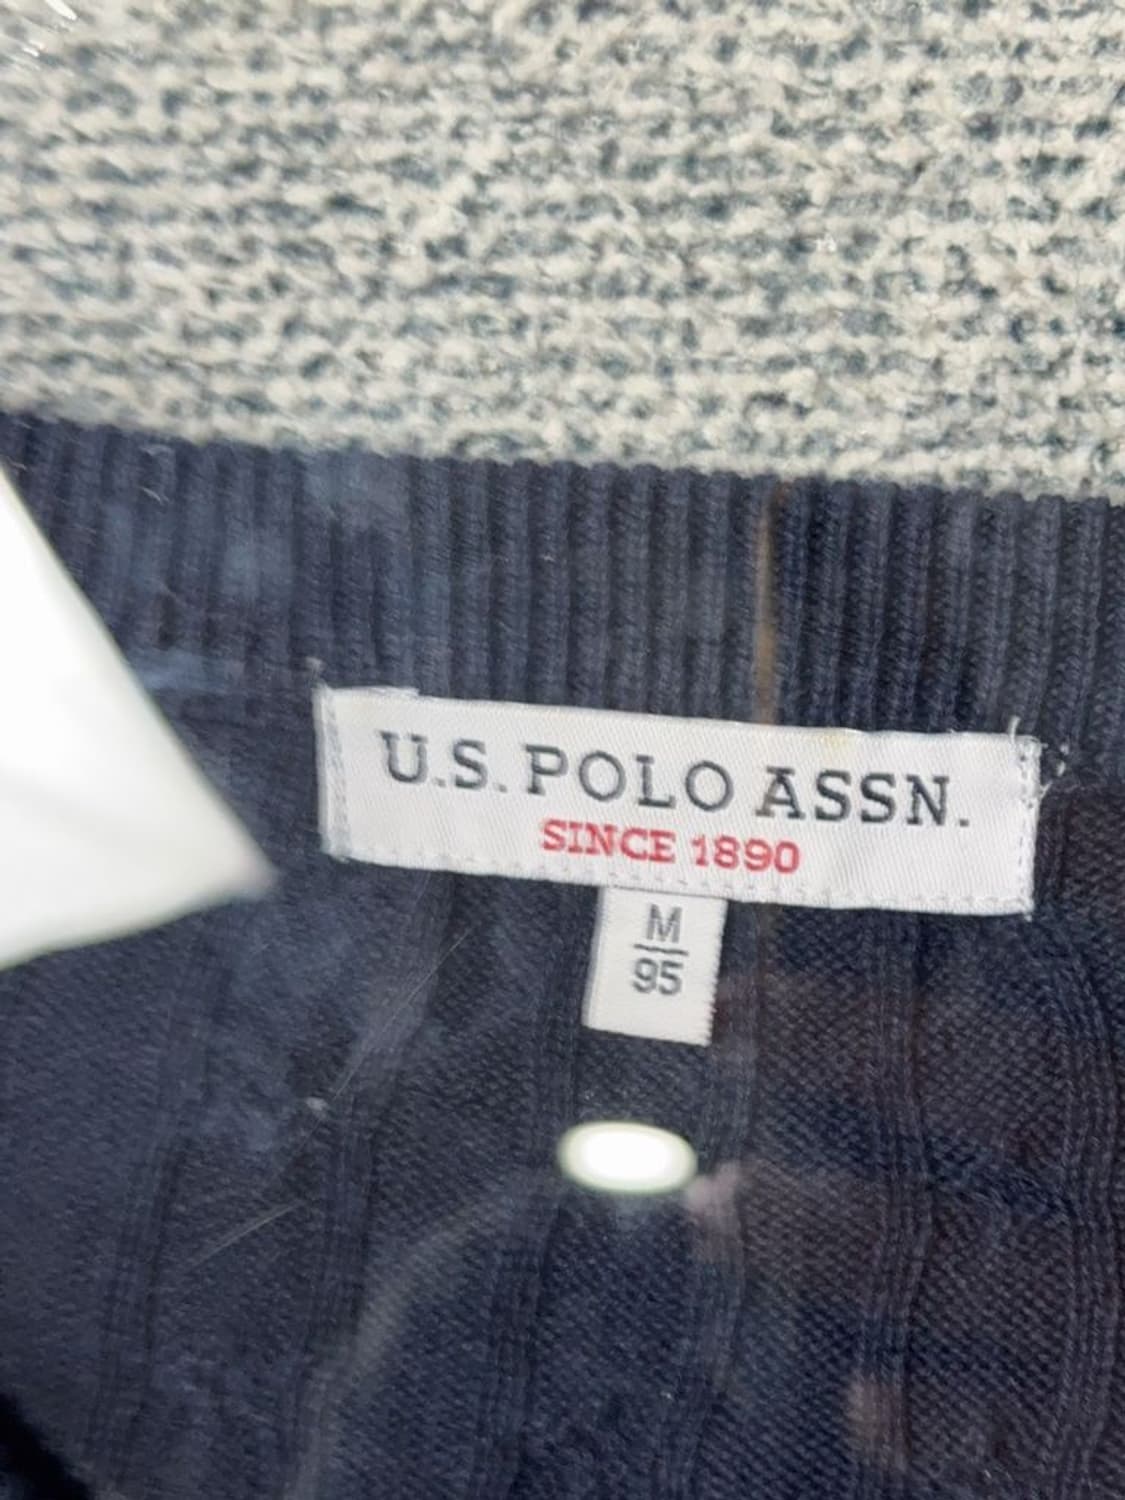 U.S. POLO ASSN.
SINCE 1890
M
95